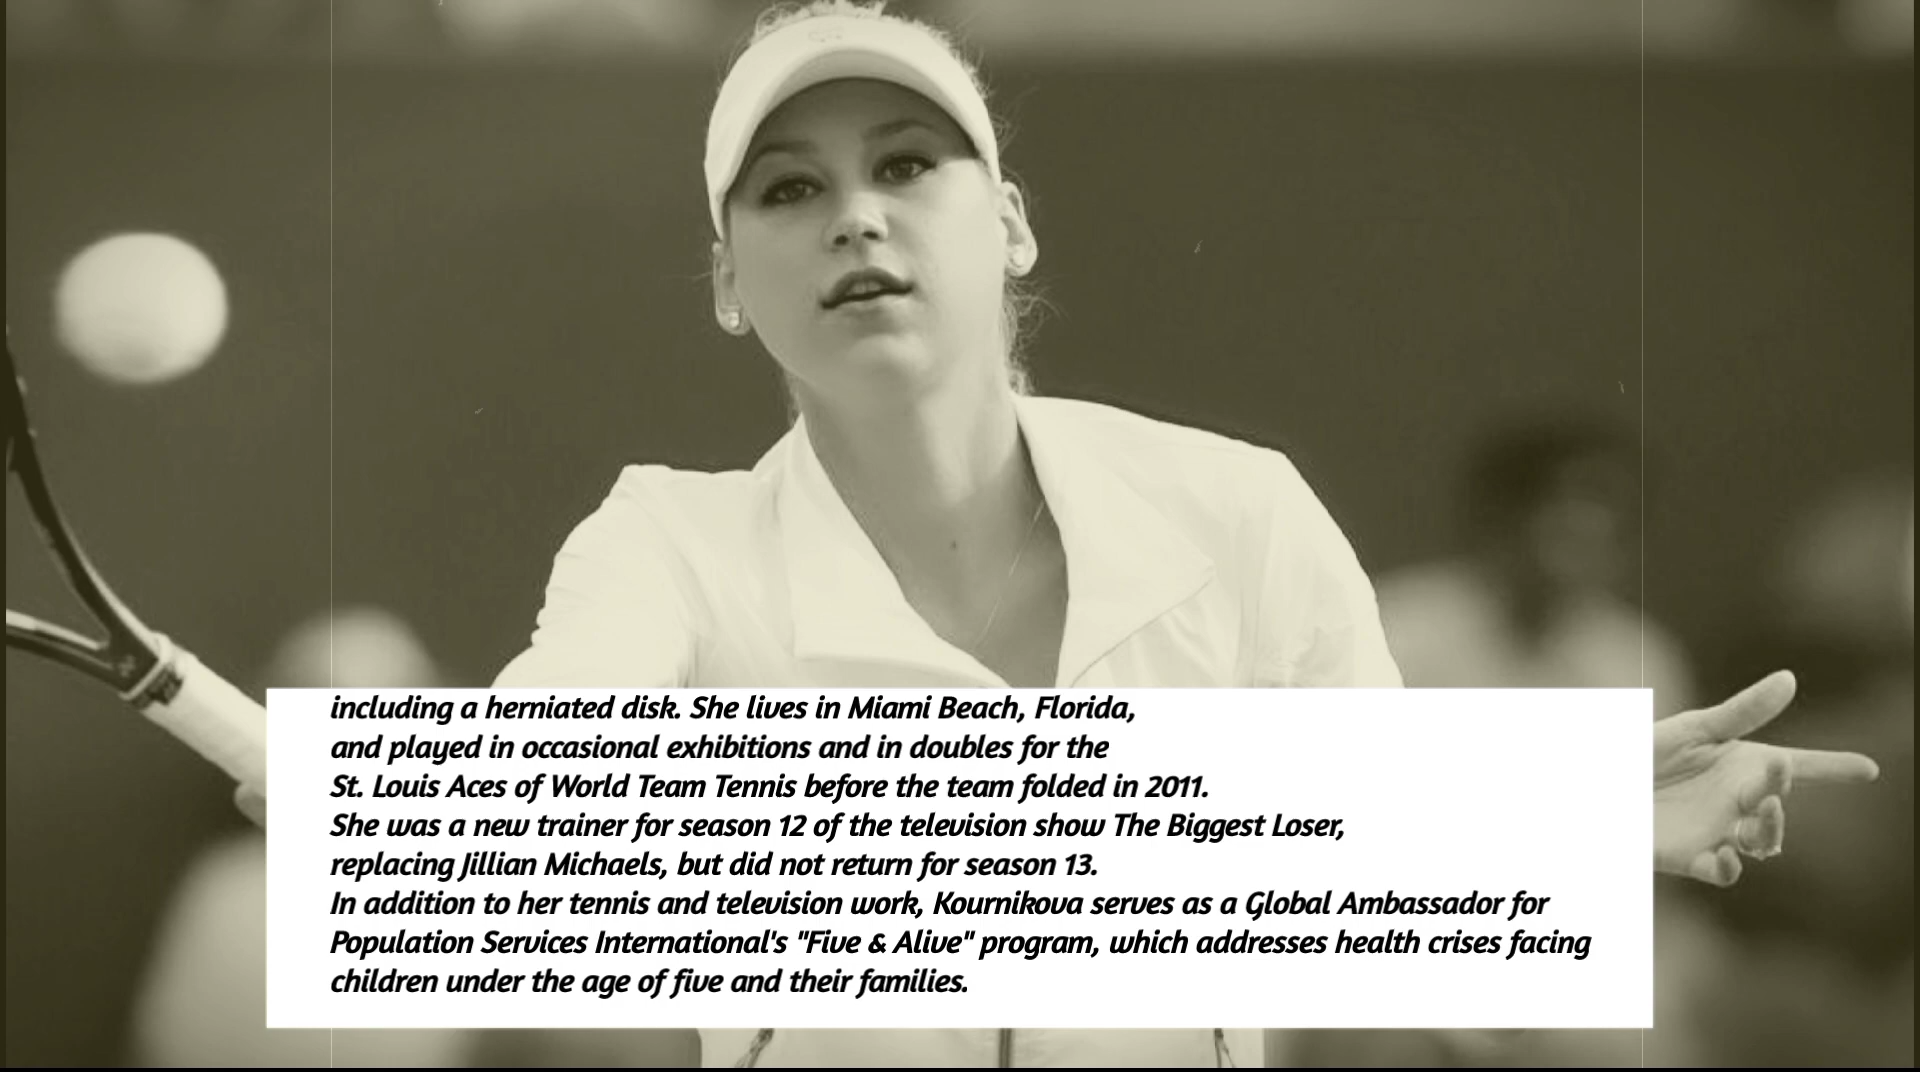 including a herniated disk. She lives in Miami Beach, Florida,
and played in occasional exhibitions and in doubles for the
St. Louis Aces of World Team Tennis before the team folded in 2011.
She was a new trainer for season 12 of the television show The Biggest Loser,
replacing Jillian Michaels, but did not return for season 13.
In addition to her tennis and television work, Kournikova serves as a Global Ambassador for
Population Services International's "Five & Alive" program, which addresses health crises facing
children under the age of five and their families.